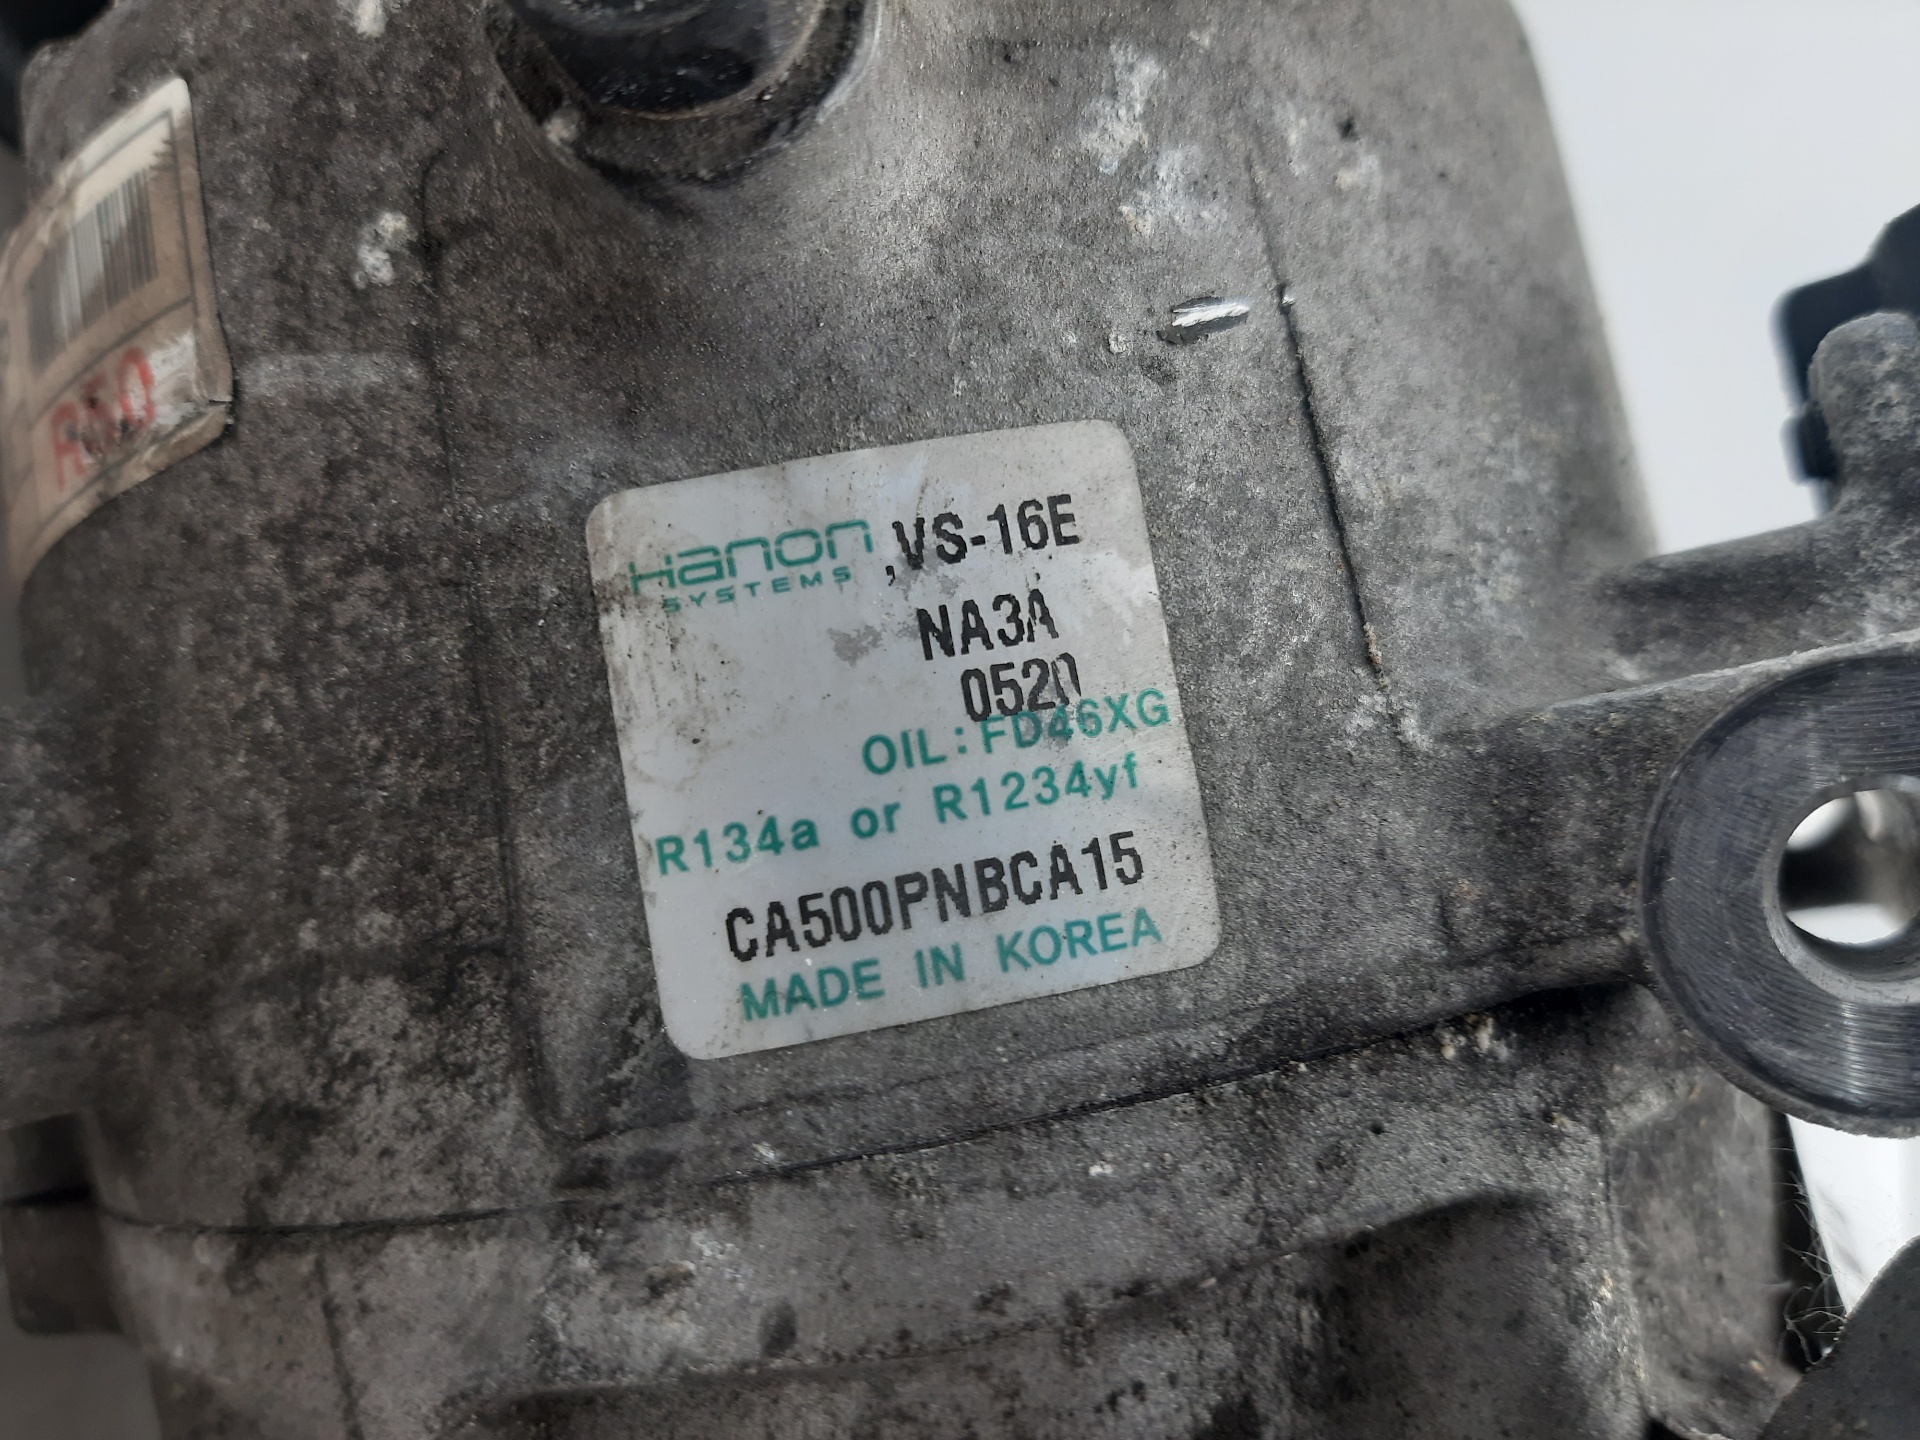 Hanon ,VS-16E
SYSTEMS
NA3A
0520
OIL:FD46XG
R134a or R1234yf
CA500PNBCA15
MADE IN KOREA